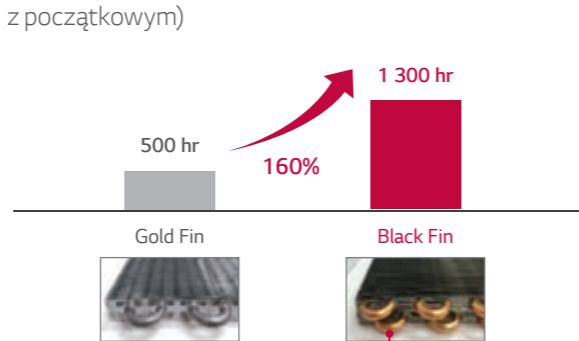 z początkowym)
1 300 hr
500 hr
160%
Gold Fin
Black Fin